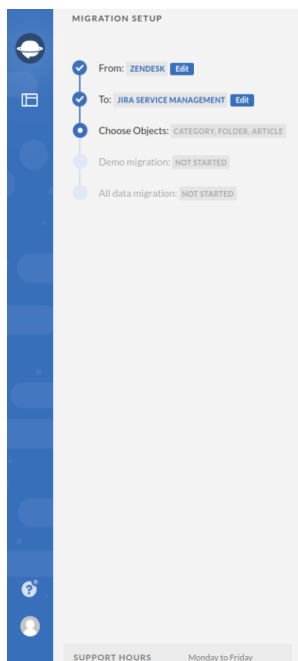 MIGRATION SETUP
From: ZENDESK Edit
To: JIRA SERVICE MANAGEMENT Edit
Choose Objects: CATEGORY, FOLDER, ARTICLE
Demo migration: NOT STARTED
All data migration: NOT STARTED
?
SUPPORT HOURS Monday to Friday